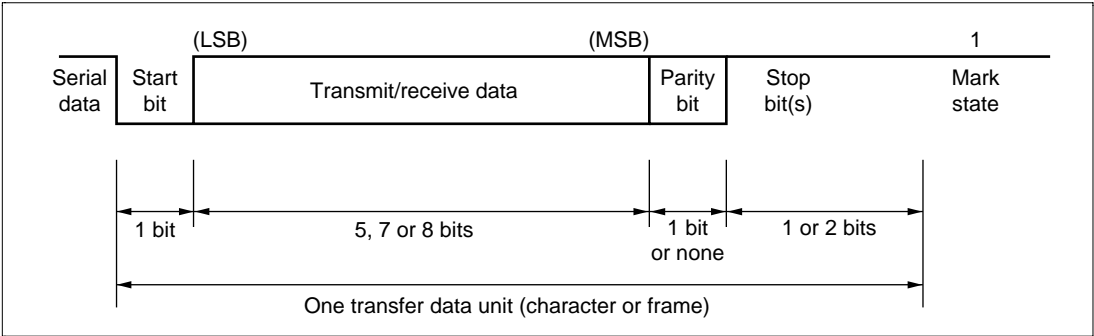 (LSB) (MSB) 1
Serial data
Start bit
Transmit/receive data
Parity bit
Stop bit(s)
Mark state
1 bit
5, 7 or 8 bits
1 bit or none
1 or 2 bits
One transfer data unit (character or frame)